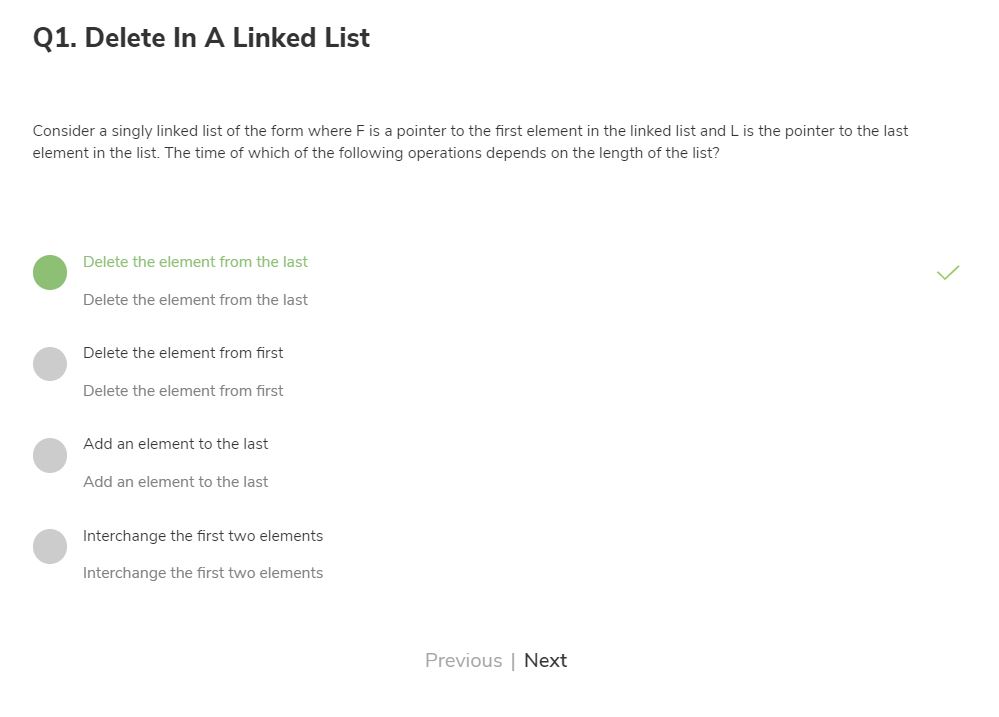 Q1. Delete In A Linked List
Consider a singly linked list of the form where F is a pointer to the first element in the linked list and L is the pointer to the last
element in the list. The time of which of the following operations depends on the length of the list?
Delete the element from the last
Delete the element from the last
Delete the element from first
Delete the element from first
Add an element to the last
Add an element to the last
Interchange the first two elements
Interchange the first two elements
Previous | Next